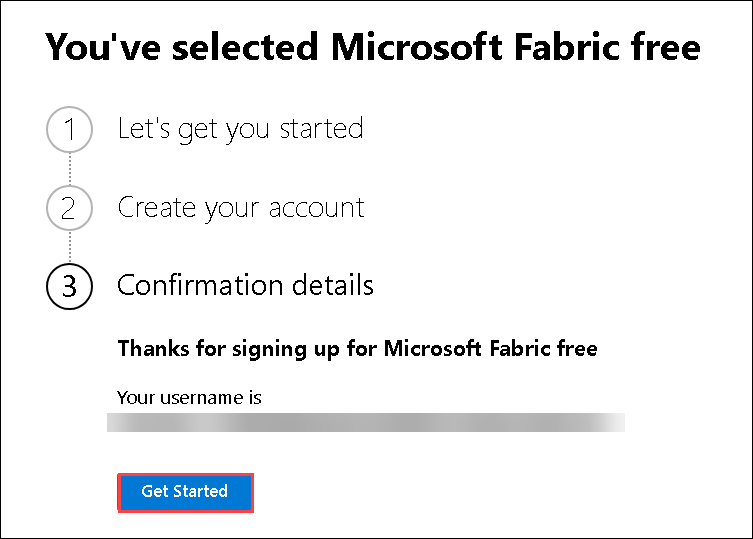 You've selected Microsoft Fabric free
1 Let's get you started
2 Create your account
3 Confirmation details
Thanks for signing up for Microsoft Fabric free
Your username is
Get Started